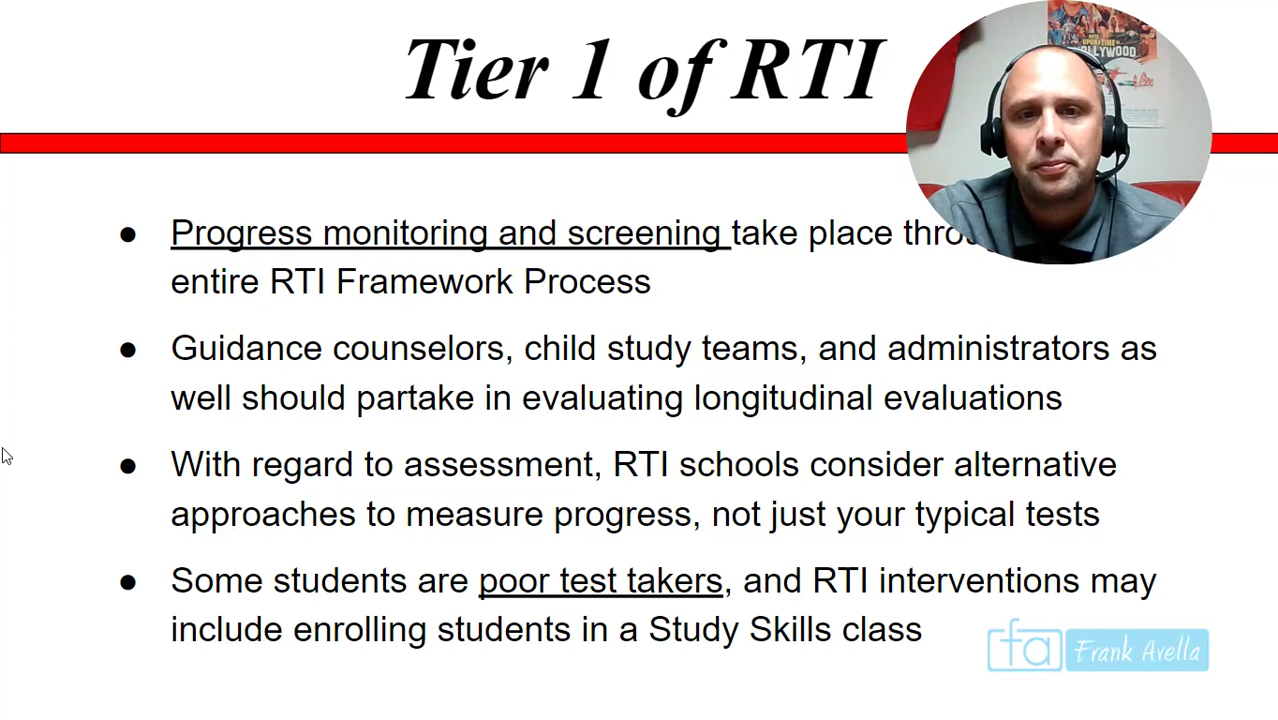 Tier 1 of RTI
HOLLYWOOD
● Progress monitoring and screening take place
entire RTI Framework Process
● Guidance counselors, child study teams, and administrators as
well should partake in evaluating longitudinal evaluations
● With regard to assessment, RTI schools consider alternative
approaches to measure progress, not just your typical tests
● Some students are poor test takers, and RTI interventions may
include enrolling students in a Study Skills class
fa Frank Avella